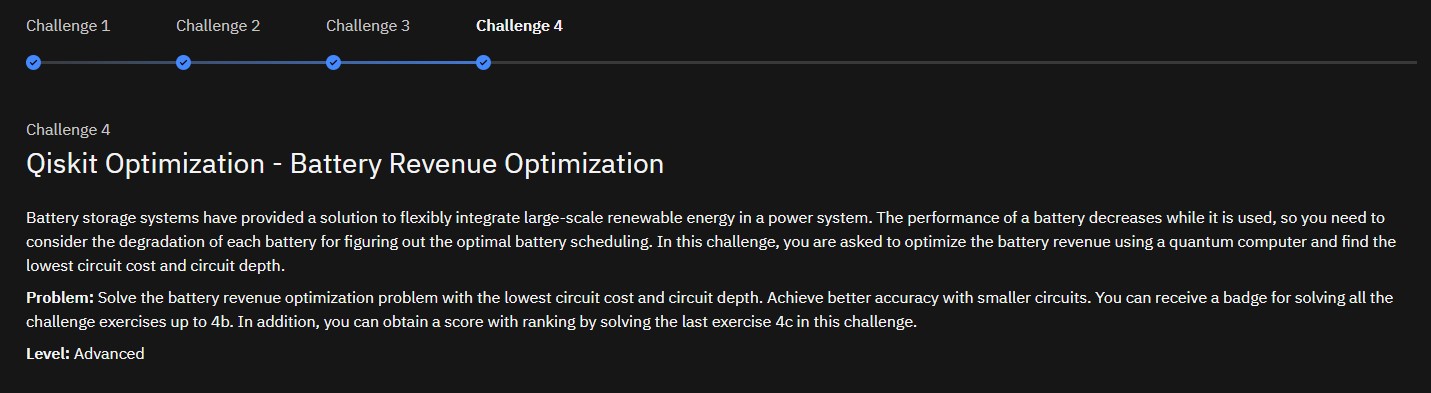 Challenge 1 Challenge 2 Challenge 3 Challenge 4
Challenge 4
Qiskit Optimization - Battery Revenue Optimization
Battery storage systems have provided a solution to flexibly integrate large-scale renewable energy in a power system. The performance of a battery decreases while it is used, so you need to
consider the degradation of each battery for figuring out the optimal battery scheduling. In this challenge, you are asked to optimize the battery revenue using a quantum computer and find the
lowest circuit cost and circuit depth.
Problem: Solve the battery revenue optimization problem with the lowest circuit cost and circuit depth. Achieve better accuracy with smaller circuits. You can receive a badge for solving all the
challenge exercises up to 4b. In addition, you can obtain a score with ranking by solving the last exercise 4c in this challenge.
Level: Advanced